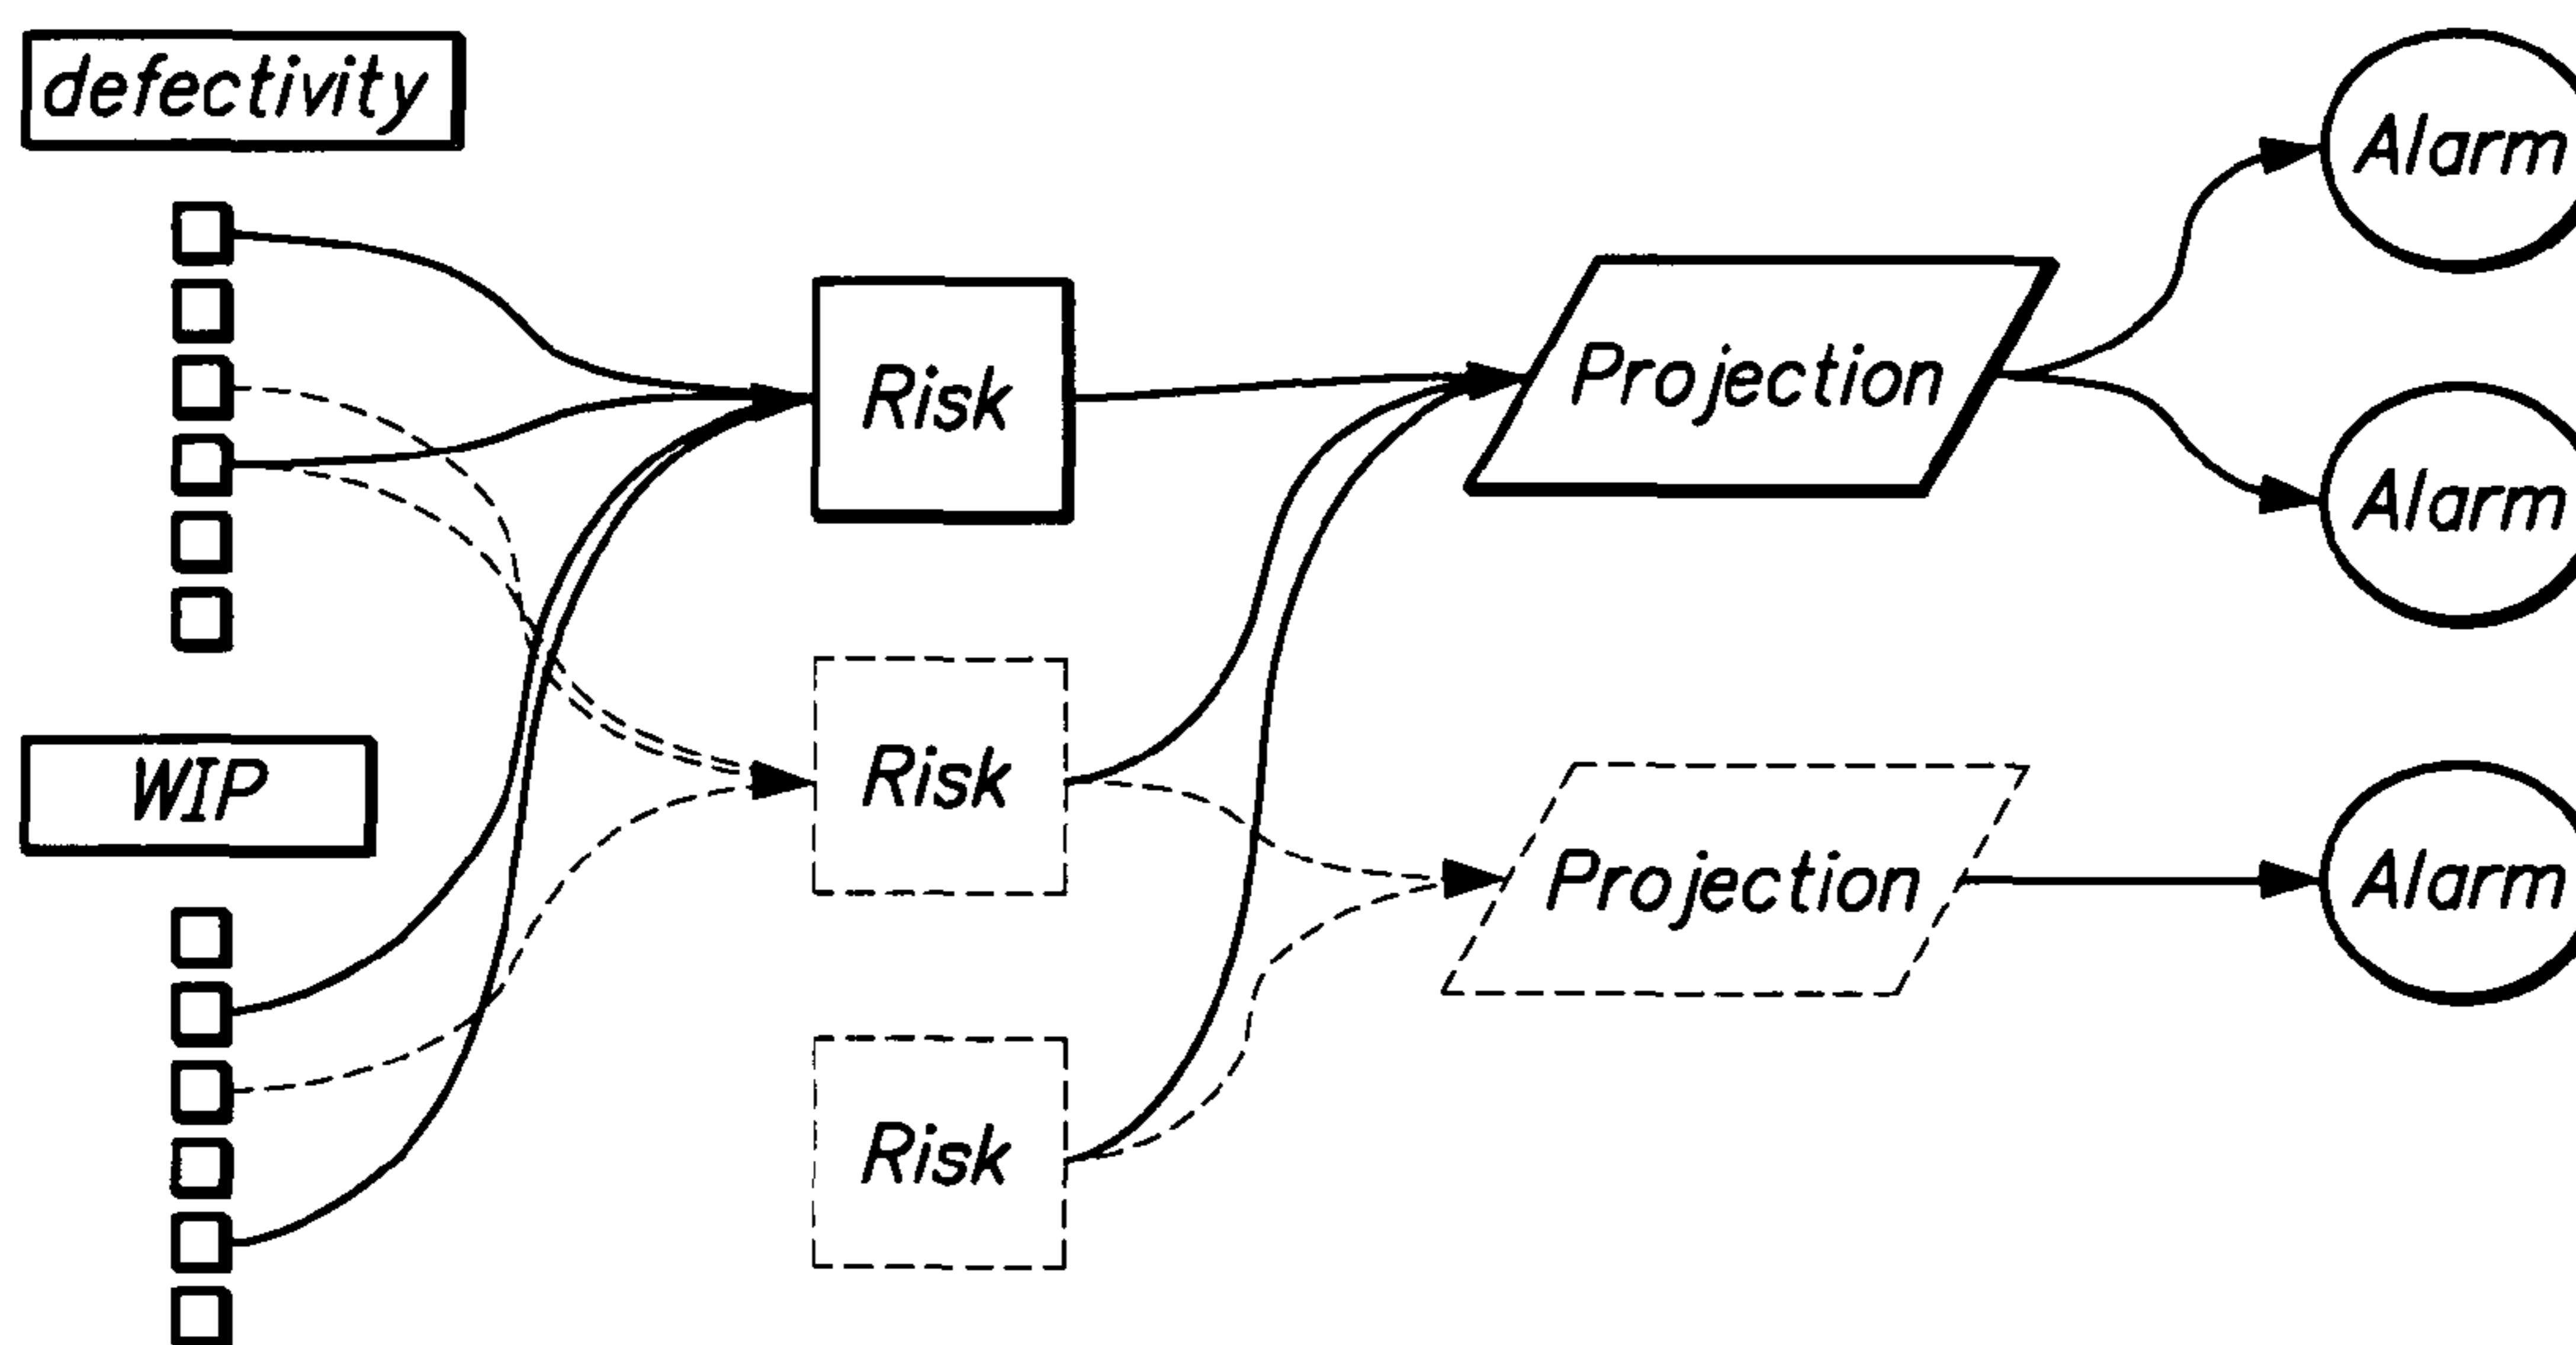 defectivity
Alarm
Risk
Projection
Alarm
WIP
Risk
Projection
Alarm
Risk